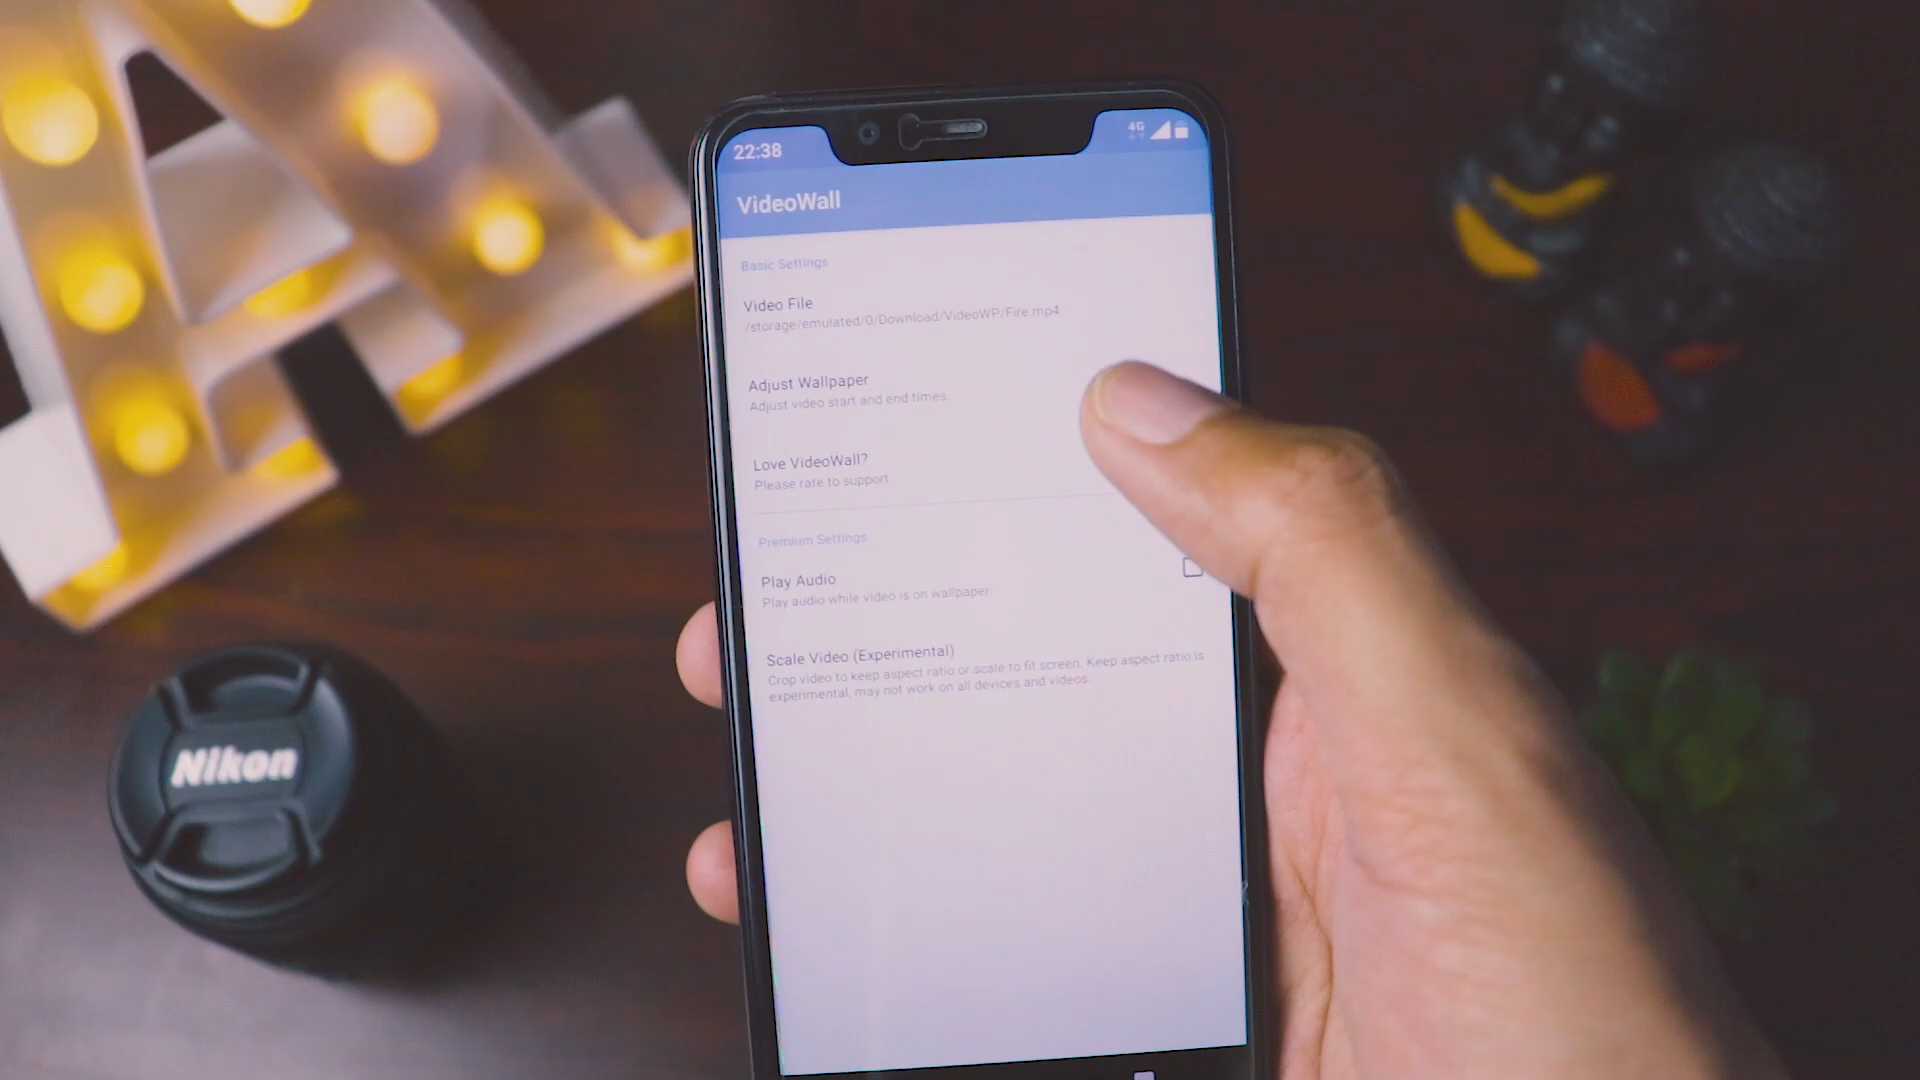 22:38
4G
VideoWall
Basic Settings
Video File
/storage/emulated/0/Download/VideoWP/Fire.mp4
Adjust Wallpaper
Adjust video start and end times.
Love VideoWall?
Please rate to support.
Premium Settings
Play Audio
Play audio while video is on wallpaper.
Scale Video (Experimental)
Crop video to keep aspect ratio or scale to fit screen. Keep aspect ratio is
experimental, may not work on all devices and videos.
Nikon
A